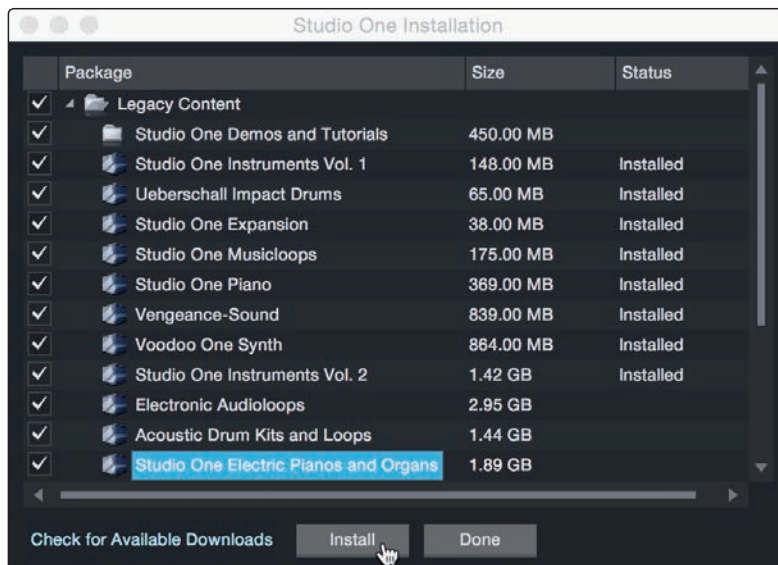 Studio One Installation
Package Size Status
Legacy Content
Studio One Demos and Tutorials 450.00 MB
Studio One Instruments Vol. 1 148.00 MB Installed
Ueberschall Impact Drums 65.00 MB Installed
Studio One Expansion 38.00 MB Installed
Studio One Musicloops 175.00 MB Installed
Studio One Piano 369.00 MB Installed
Vengeance-Sound 839.00 MB Installed
Voodoo One Synth 864.00 MB Installed
Studio One Instruments Vol. 2 1.42 GB Installed
Electronic Audioloops 2.95 GB
Acoustic Drum Kits and Loops 1.44 GB
Studio One Electric Pianos and Organs 1.89 GB
Check for Available Downloads Install Done